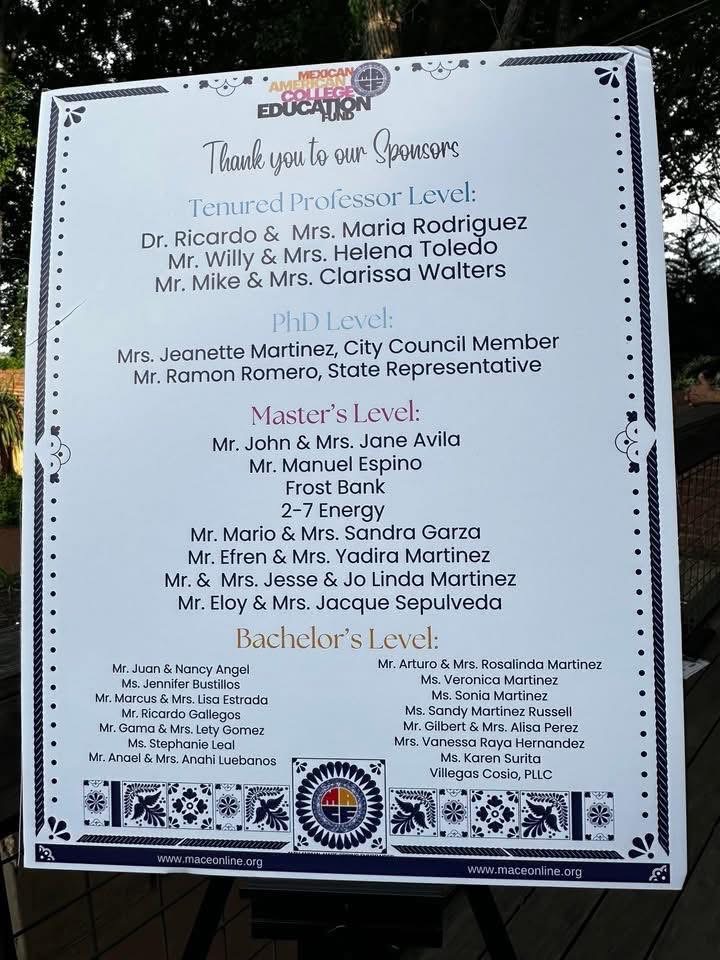 MEXICAN
AMERICAN
COLLEGE
EDUCATION
FUND
Thank you to our Sponsors
Tenured Professor Level:
Dr. Ricardo & Mrs. Maria Rodriguez
Mr. Willy & Mrs. Helena Toledo
Mr. Mike & Mrs. Clarissa Walters
PhD Level:
Mrs. Jeanette Martinez, City Council Member
Mr. Ramon Romero, State Representative
Master's Level:
Mr. John & Mrs. Jane Avila
Mr. Manuel Espino
Frost Bank
2-7 Energy
Mr. Mario & Mrs. Sandra Garza
Mr. Efren & Mrs. Yadira Martinez
Mr. & Mrs. Jesse & Jo Linda Martinez
Mr. Eloy & Mrs. Jacque Sepulveda
Bachelor's Level:
Mr. Juan & Nancy Angel
Ms. Jennifer Bustillos
Mr. Marcus & Mrs. Lisa Estrada
Mr. Ricardo Gallegos
Mr. Gama & Mrs. Lety Gomez
Ms. Stephanie Leal
Mr. Anael & Mrs. Anahi Luebanos
Mr. Arturo & Mrs. Rosalinda Martinez
Ms. Veronica Martinez
Ms. Sonia Martinez
Ms. Sandy Martinez Russell
Mr. Gilbert & Mrs. Alisa Perez
Mrs. Vanessa Raya Hernandez
Ms. Karen Surita
Villegas Cosio, PLLC
www.maceonline.org
www.maceonline.org